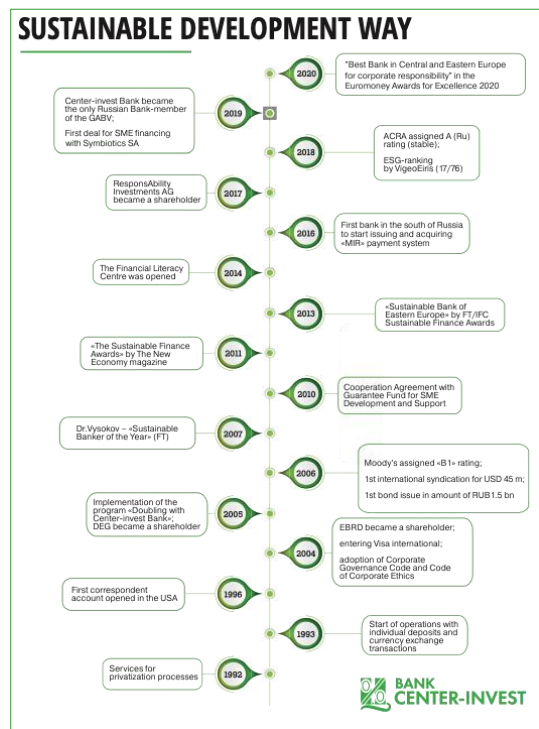 SUSTAINABLE DEVELOPMENT WAY
2020
"Best Bank in Central and Eastern Europe
for corporate responsibility" in the
Euromoney Awards for Excellence 2020
Center-invest Bank became
the only Russian Bank-member
of the GABV;
First deal for SME financing
with Symbiotics SA
2019
2018
ACRA assigned A (Ru)
rating (stable);
ESG-ranking
by VigeoEiris (17/76)
ResponsAbility
Investments AG
became a shareholder
2017
2016
First bank in the south of Russia
to start issuing and acquiring
«MIR» payment system
The Financial Literacy
Centre was opened
2014
2013
«Sustainable Bank of
Eastern Europe» by FT/IFC
Sustainable Finance Awards
«The Sustainable Finance
Awards» by The New
Economy magazine
2011
2010
Cooperation Agreement with
Guarantee Fund for SME
Development and Support
Dr.Vysokov – «Sustainable
Banker of the Year» (FT)
2007
2006
Moody's assigned «B1» rating;
1st international syndication for USD 45 m;
1st bond issue in amount of RUB 1.5 bn
Implementation of the
program «Doubling with
Center-invest Bank»;
DEG became a shareholder
2005
2004
EBRD became a shareholder;
entering Visa international;
adoption of Corporate
Governance Code and Code
of Corporate Ethics
First correspondent
account opened in the USA
1996
1993
Start of operations with
individual deposits and
currency exchange
transactions
Services for
privatization processes
1992
BANK
CENTER-INVEST